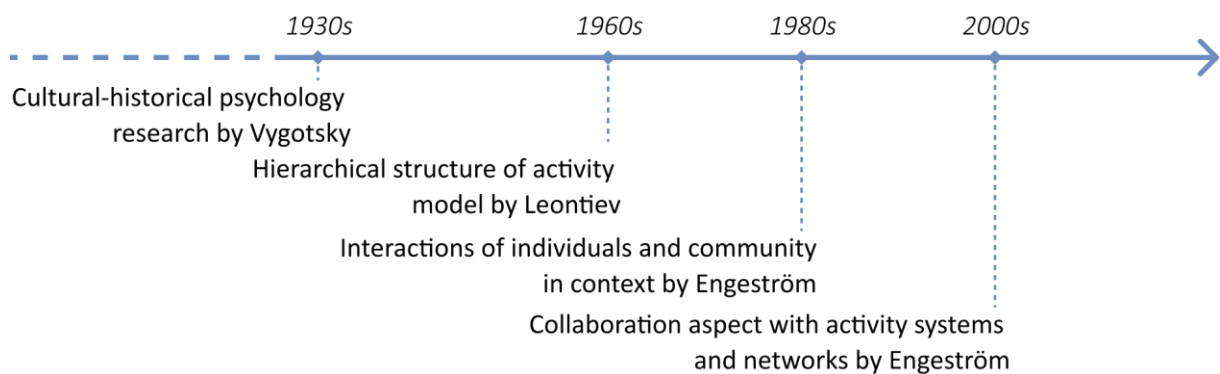 1930s 1960s 1980s 2000s
Cultural-historical psychology
research by Vygotsky
Hierarchical structure of activity
model by Leontiev
Interactions of individuals and community
in context by Engeström
Collaboration aspect with activity systems
and networks by Engeström